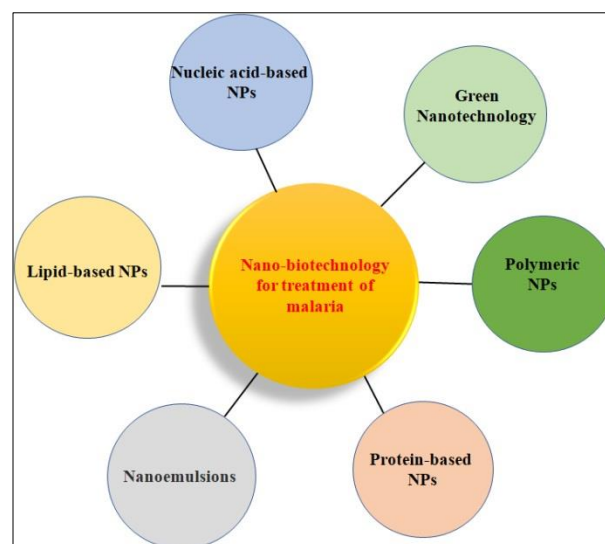 Nucleic acid-based
NPs
Green
Nanotechnology
Lipid-based NPs
Nano-biotechnology
for treatment of
malaria
Polymeric
NPs
Nanoemulsions
Protein-based
NPs